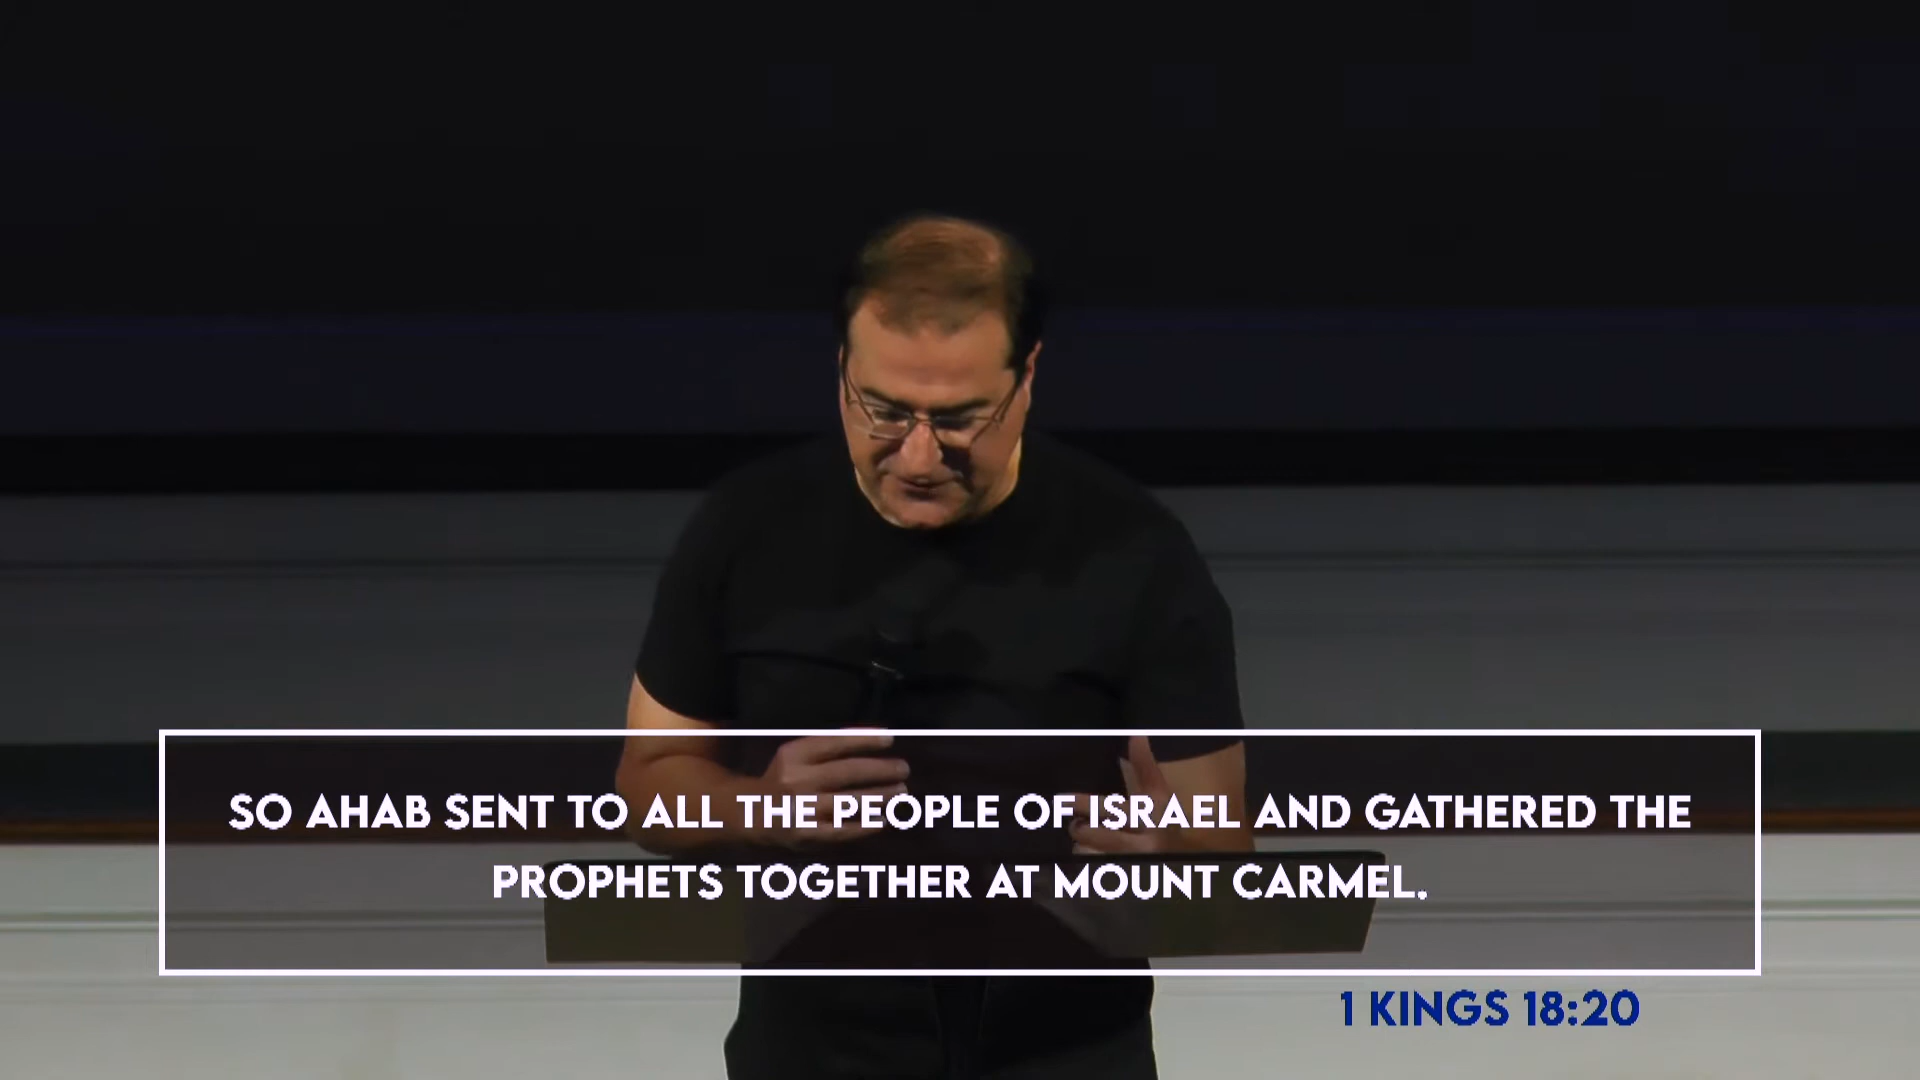 SO AHAB SENT TO ALL THE PEOPLE OF ISRAEL AND GATHERED THE
PROPHETS TOGETHER AT MOUNT CARMEL.
1 KINGS 18:20